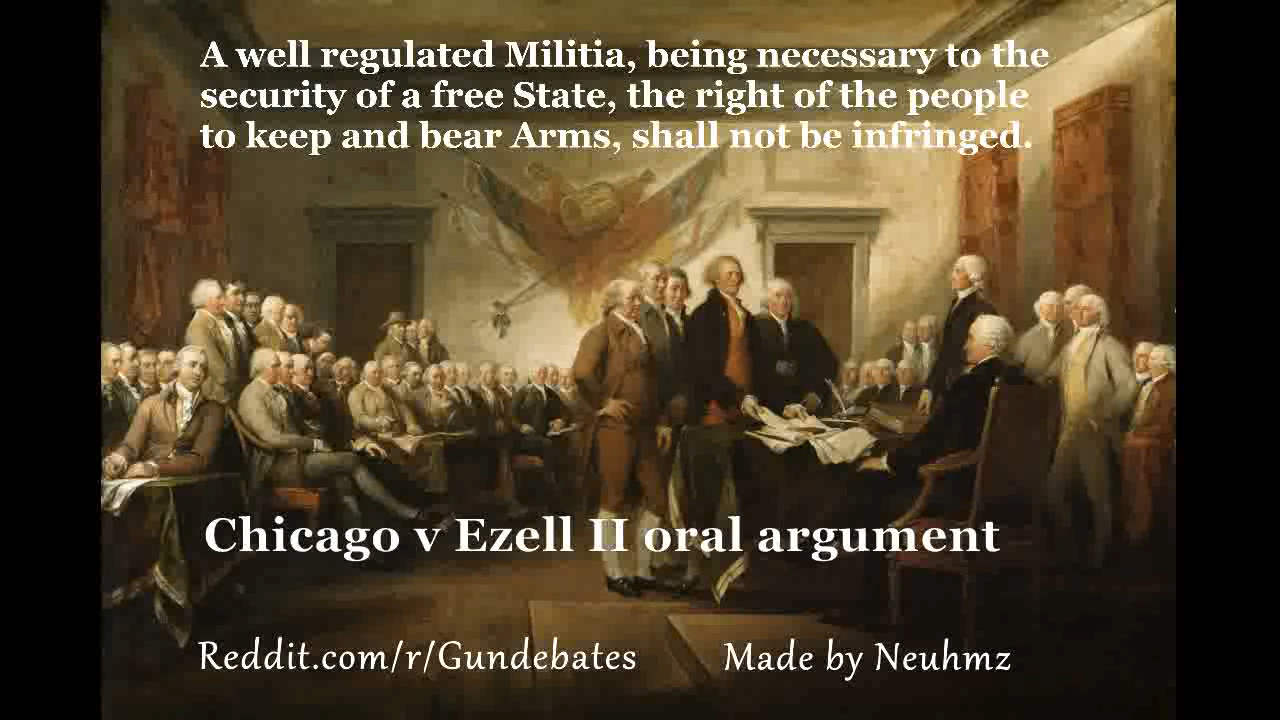 A well regulated Militia, being necessary to the
security of a free State, the right of the people
to keep and bear Arms, shall not be infringed.
Chicago v Ezell II oral argument
Reddit.com/r/Gundebates
Made by Neuhmz